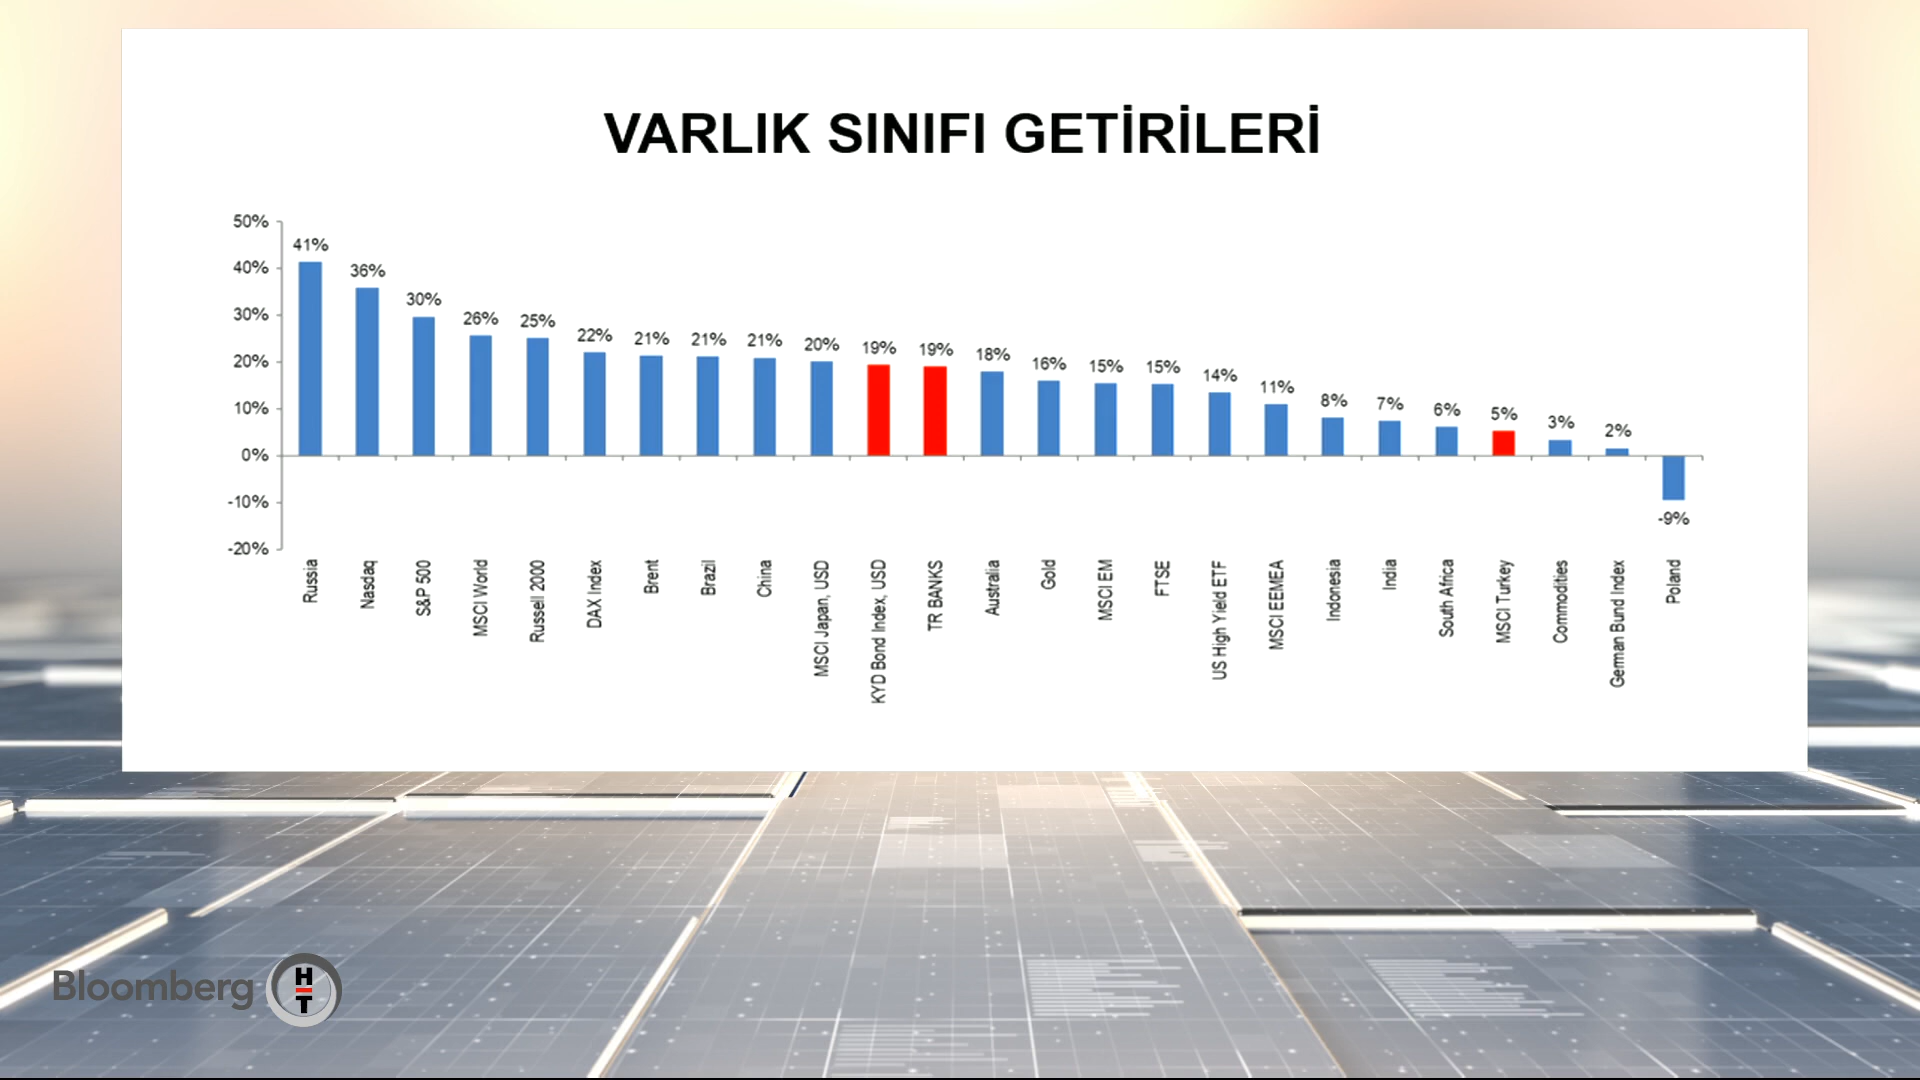 VARLIK SINIFI GETİRİLERİ
50%
40%
30%
20%
10%
0%
-10%
-20%
41%
36%
30%
26%
25%
22%
21%
21%
21%
20%
19%
19%
18%
16%
15%
15%
14%
11%
8%
7%
6%
5%
3%
2%
-9%
Russia
Nasdaq
S&P 500
MSCI World
Russell 2000
DAX Index
Brent
Brazil
China
MSCI Japan, USD
KYD Bond Index, USD
TR BANKS
Australia
Gold
MSCI EM
FTSE
US High Yield ETF
MSCI EEMEA
Indonesia
India
South Africa
MSCI Turkey
Commodities
German Bund Index
Poland
Bloomberg HT